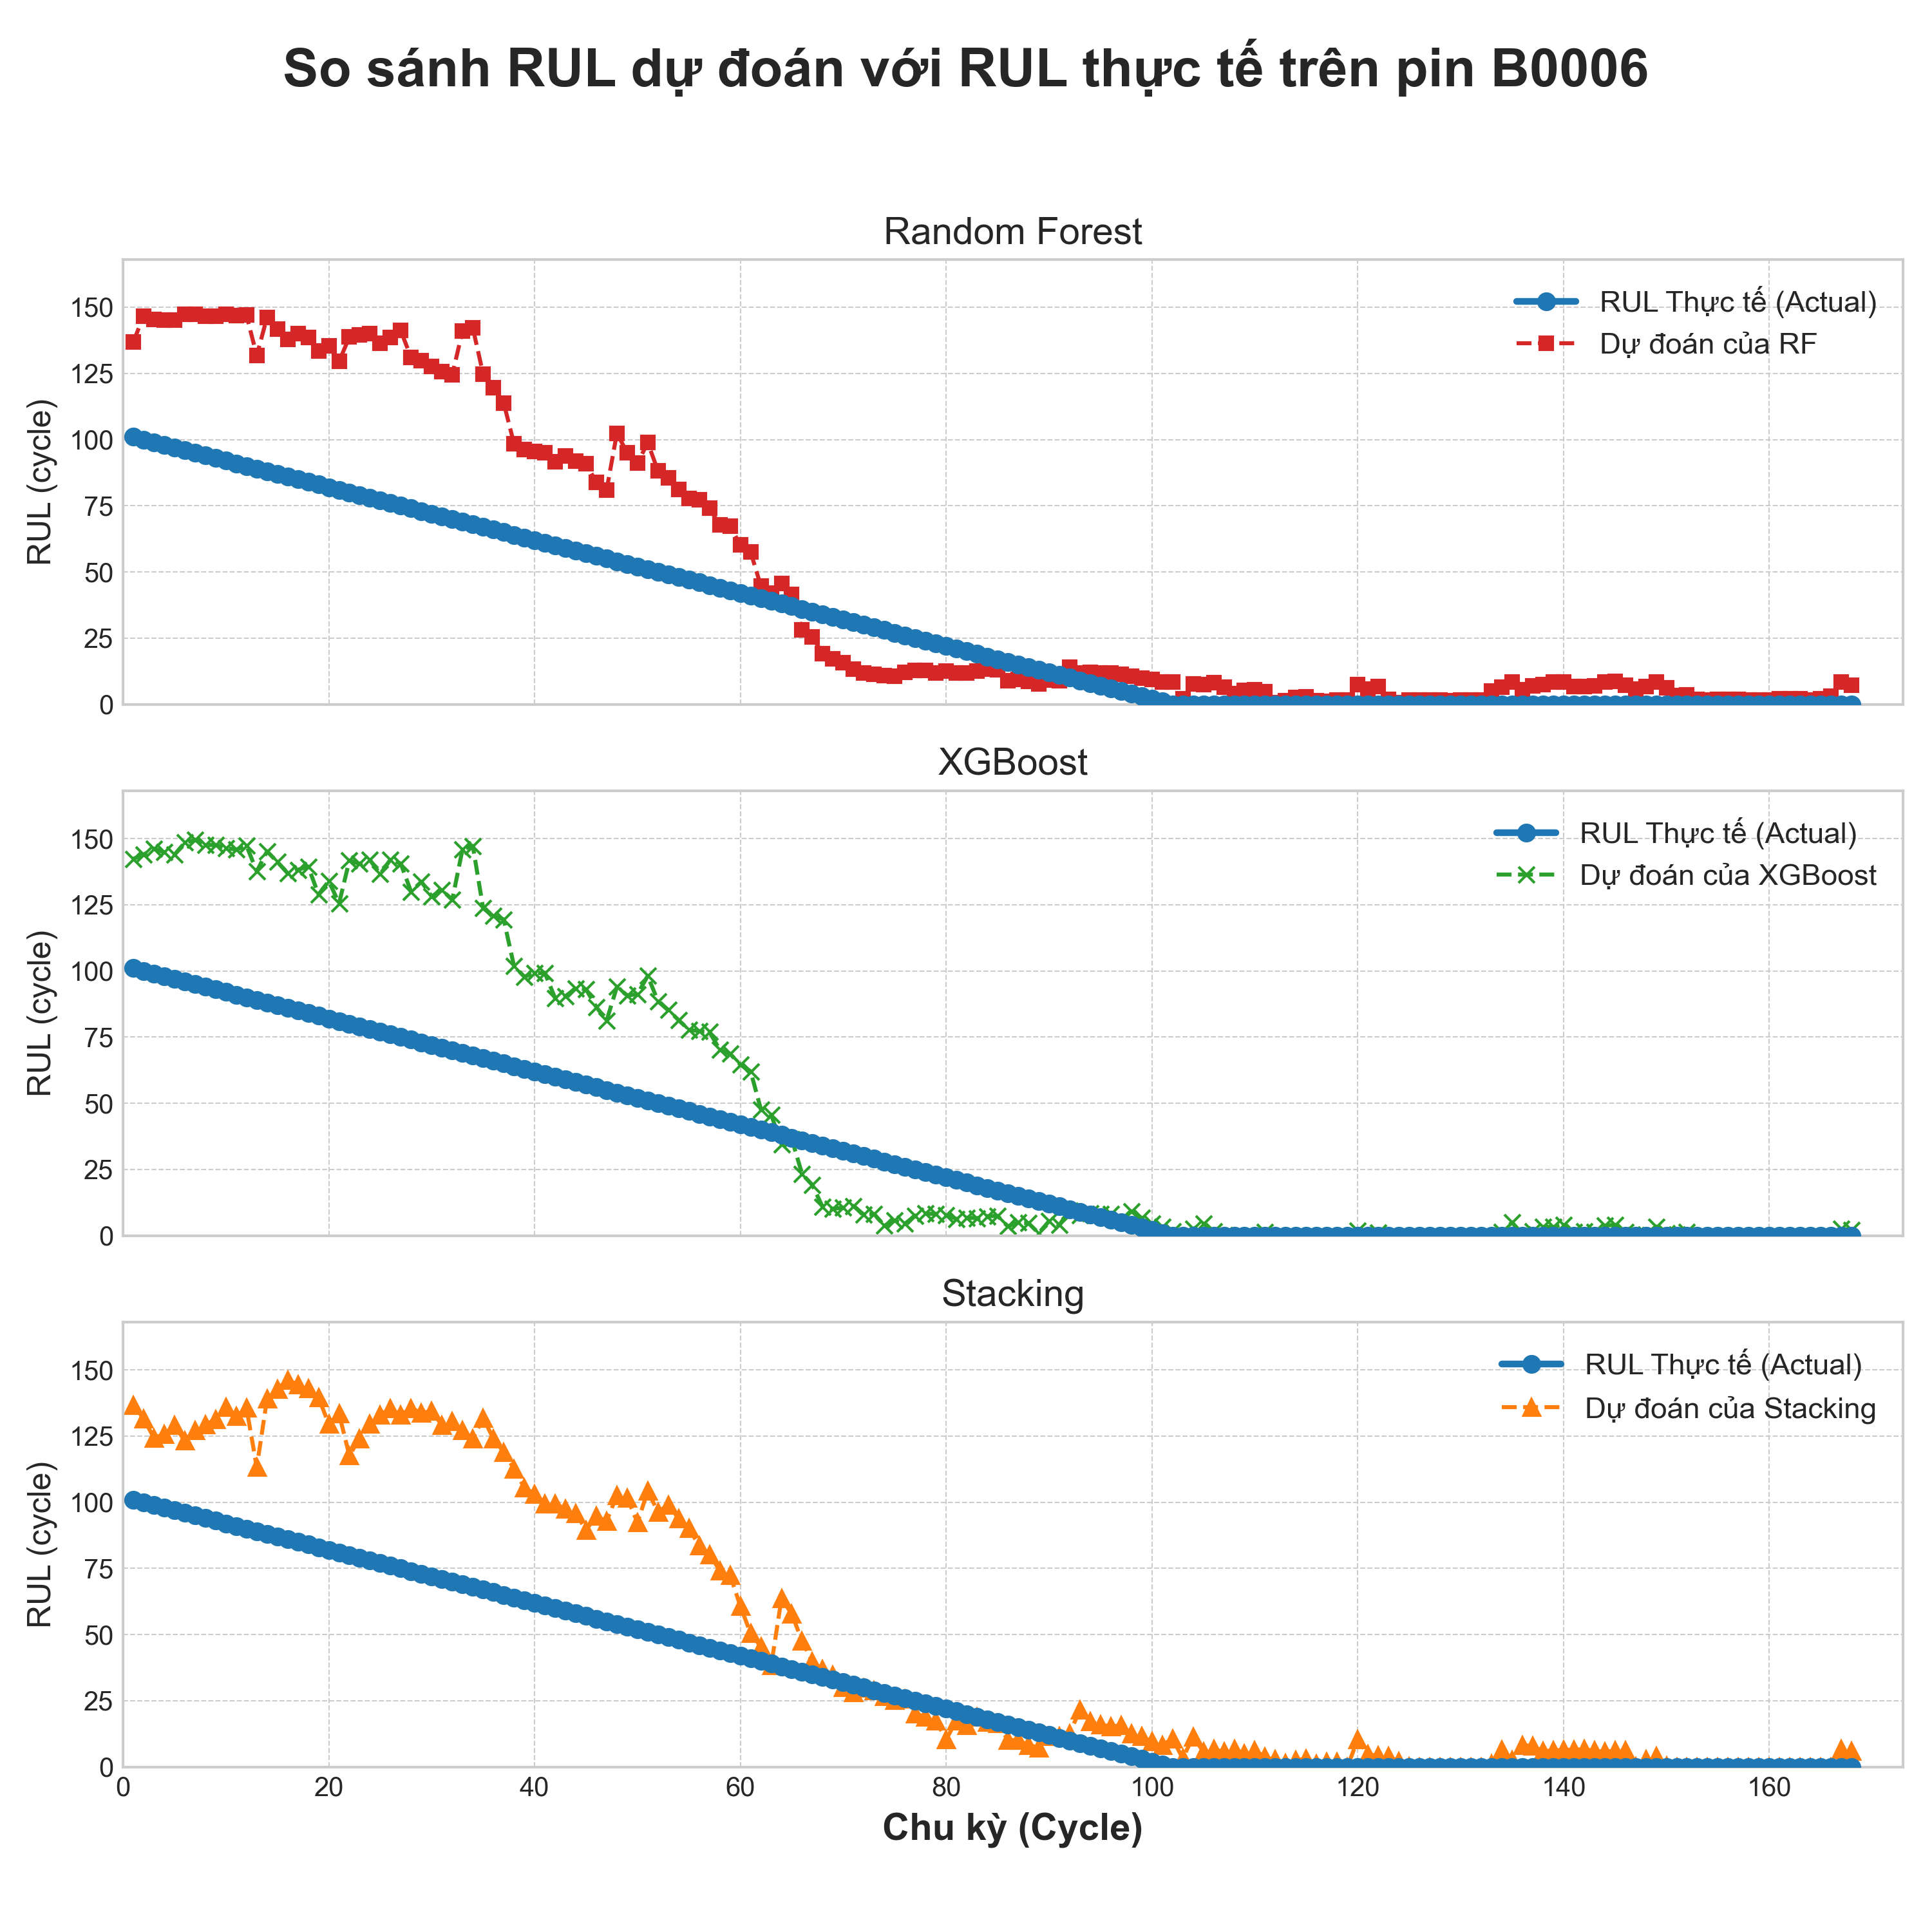 So sánh RUL dự đoán với RUL thực tế trên pin B0006
Random Forest
RUL (cycle)
150
125
100
75
50
25
0
RUL Thực tế (Actual)
Dự đoán của RF
XGBoost
RUL (cycle)
150
125
100
75
50
25
0
RUL Thực tế (Actual)
Dự đoán của XGBoost
Stacking
RUL (cycle)
150
125
100
75
50
25
0
RUL Thực tế (Actual)
Dự đoán của Stacking
0 20 40 60 80 100 120 140 160
Chu kỳ (Cycle)